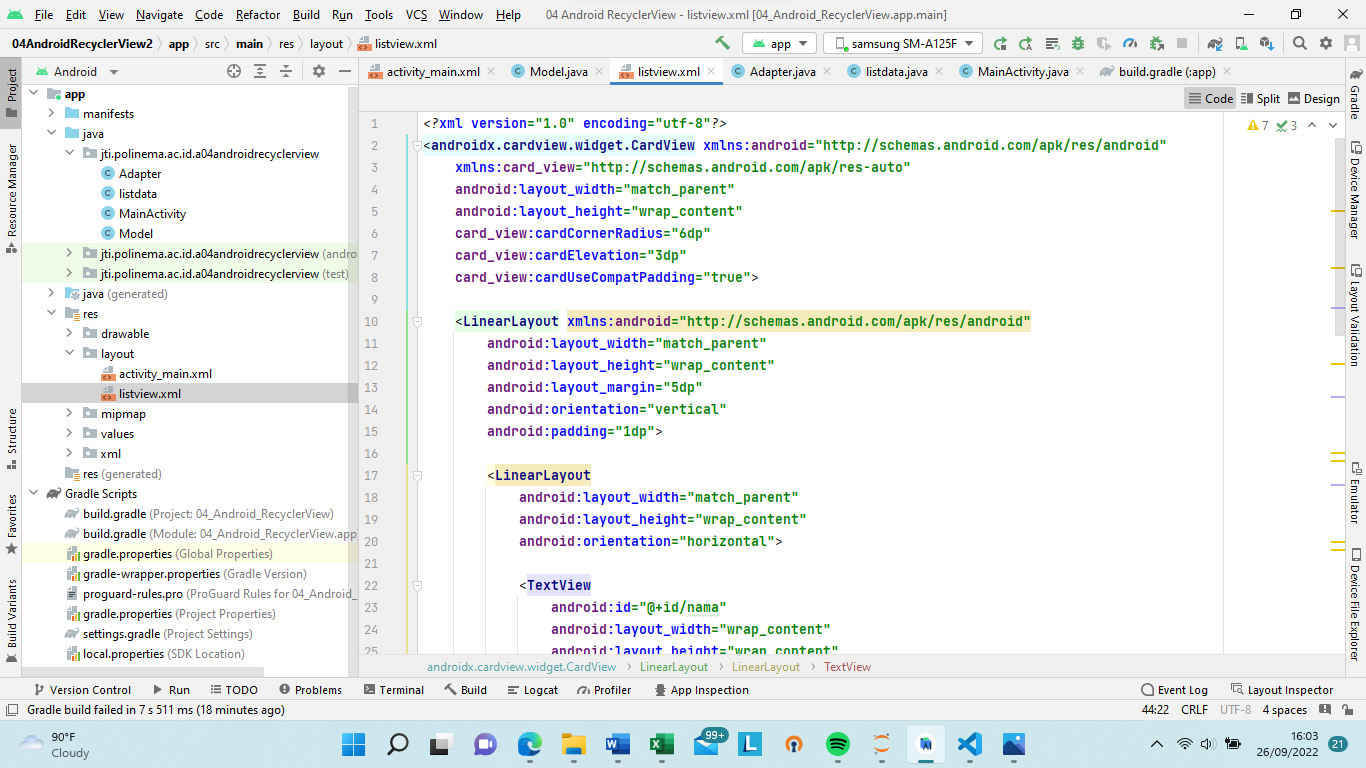 File Edit View Navigate Code Refactor Build Run Tools VCS Window Help 04 Android RecyclerView - listview.xml [04_Android_RecyclerView.app.main]
04AndroidRecyclerView2 app src main res layout listview.xml app samsung SM-A125F
Project
Resource Manager
Structure
Favorites
Build Variants
Android
app
manifests
java
jti.polinema.ac.id.a04androidrecyclerview
Adapter
listdata
MainActivity
Model
jti.polinema.ac.id.a04androidrecyclerview (andro
jti.polinema.ac.id.a04androidrecyclerview (test)
java (generated)
res
drawable
layout
activity_main.xml
listview.xml
mipmap
values
xml
res (generated)
Gradle Scripts
build.gradle (Project: 04_Android_RecyclerView)
build.gradle (Module: 04_Android_RecyclerView.app
gradle.properties (Global Properties)
gradle-wrapper.properties (Gradle Version)
proguard-rules.pro (ProGuard Rules for 04_Android_
gradle.properties (Project Properties)
settings.gradle (Project Settings)
local.properties (SDK Location)
activity_main.xml Model.java listview.xml Adapter.java listdata.java MainActivity.java build.gradle (:app)
Code Split Design
7 3
1 <?xml version="1.0" encoding="utf-8"?>
2 <androidx.cardview.widget.CardView xmlns:android="http://schemas.android.com/apk/res/android"
3 xmlns:card_view="http://schemas.android.com/apk/res-auto"
4 android:layout_width="match_parent"
5 android:layout_height="wrap_content"
6 card_view:cardCornerRadius="6dp"
7 card_view:cardElevation="3dp"
8 card_view:cardUseCompatPadding="true">
9
10 <LinearLayout xmlns:android="http://schemas.android.com/apk/res/android"
11 android:layout_width="match_parent"
12 android:layout_height="wrap_content"
13 android:layout_margin="5dp"
14 android:orientation="vertical"
15 android:padding="1dp">
16
17 <LinearLayout
18 android:layout_width="match_parent"
19 android:layout_height="wrap_content"
20 android:orientation="horizontal">
21
22 <TextView
23 android:id="@+id/nama"
24 android:layout_width="wrap_content"
25 android:layout_height="wrap_content"
androidx.cardview.widget.CardView LinearLayout LinearLayout TextView
Gradle
Device Manager
Layout Validation
Emulator
Device File Explorer
Version Control Run TODO Problems Terminal Build Logcat Profiler App Inspection Event Log Layout Inspector
Gradle build failed in 7 s 511 ms (18 minutes ago) 44:22 CRLF UTF-8 4 spaces
90°F
Cloudy
99+
16:03
26/09/2022
21